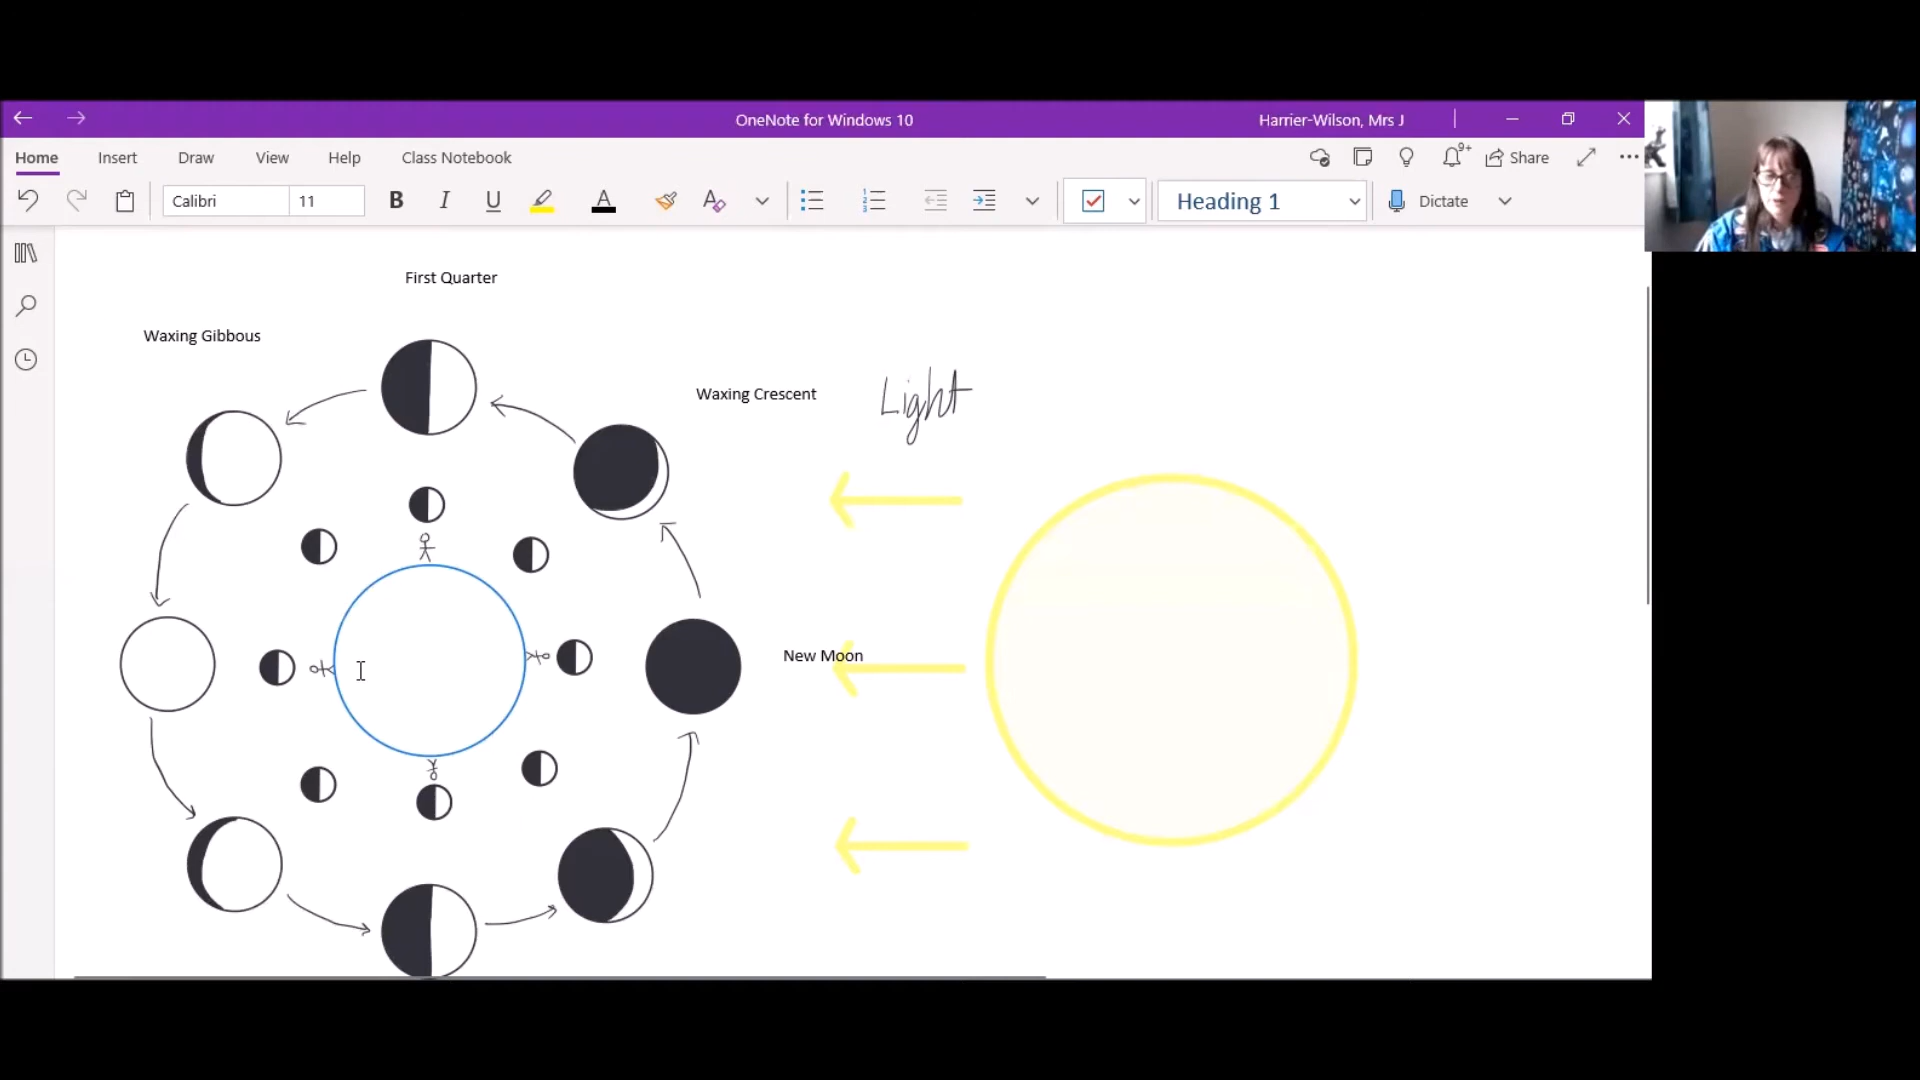 OneNote for Windows 10
Harrier-Wilson, Mrs J
Home Insert Draw View Help Class Notebook
9+
Share
Calibri 11 B I U A A Heading 1 Dictate
First Quarter
Waxing Gibbous
Waxing Crescent
Light
New Moon